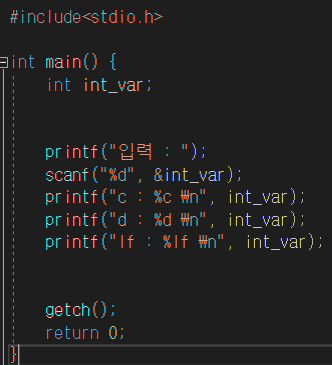 #include<stdio.h>
int main() {
int int_var;
printf("입력 : ");
scanf("%d", &int_var);
printf("c : %c ₩n", int_var);
printf("d : %d ₩n", int_var);
printf("lf : %lf ₩n", int_var);
getch();
return 0;
}